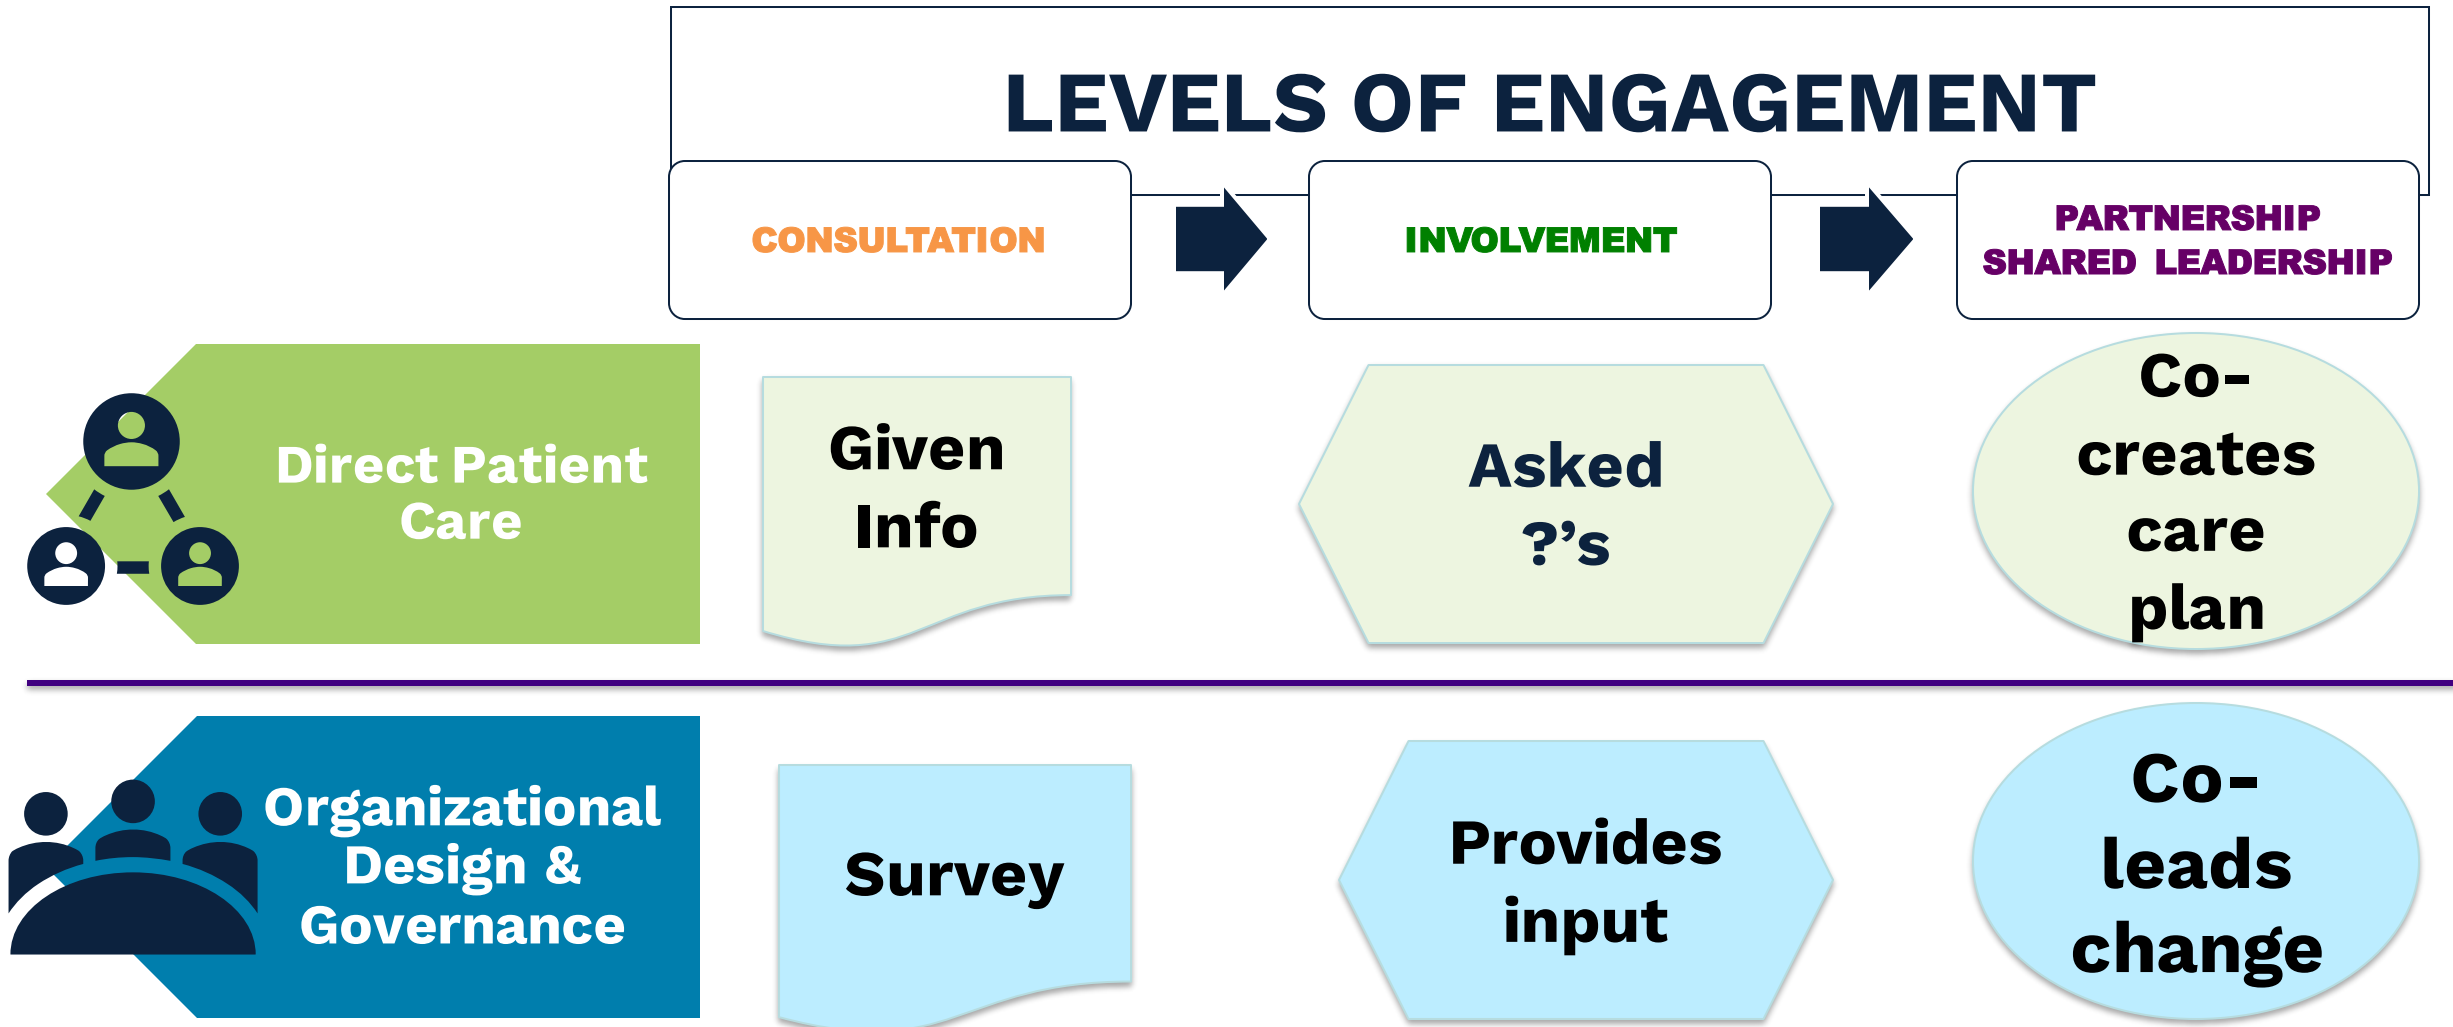 LEVELS OF ENGAGEMENT
CONSULTATION
INVOLVEMENT
PARTNERSHIP
SHARED LEADERSHIP
Direct Patient
Care
Given
Info
Asked
?’s
Co-
creates
care
plan
Organizational
Design &
Governance
Survey
Provides
input
Co-
leads
change